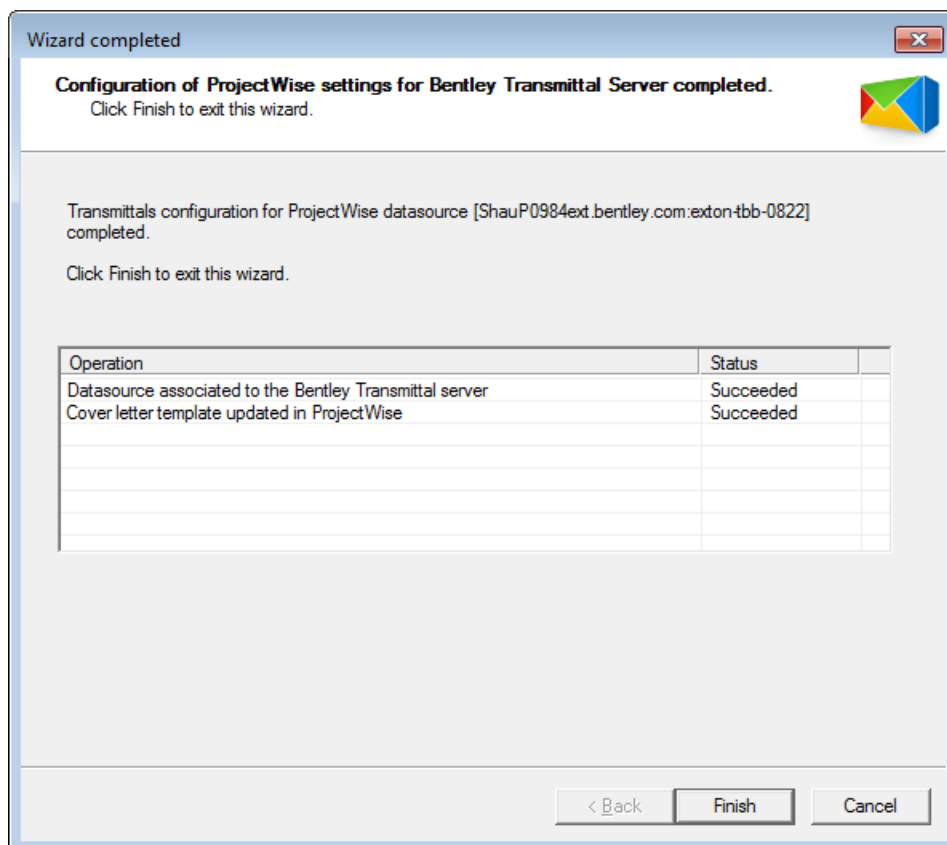 Wizard completed
Configuration of ProjectWise settings for Bentley Transmittal Server completed.
Click Finish to exit this wizard.
Transmittals configuration for ProjectWise datasource [ShauP0984ext.bentley.com:exton-tbb-0822]
completed.
Click Finish to exit this wizard.
Operation Status
Datasource associated to the Bentley Transmittal server Succeeded
Cover letter template updated in ProjectWise Succeeded
< Back Finish Cancel